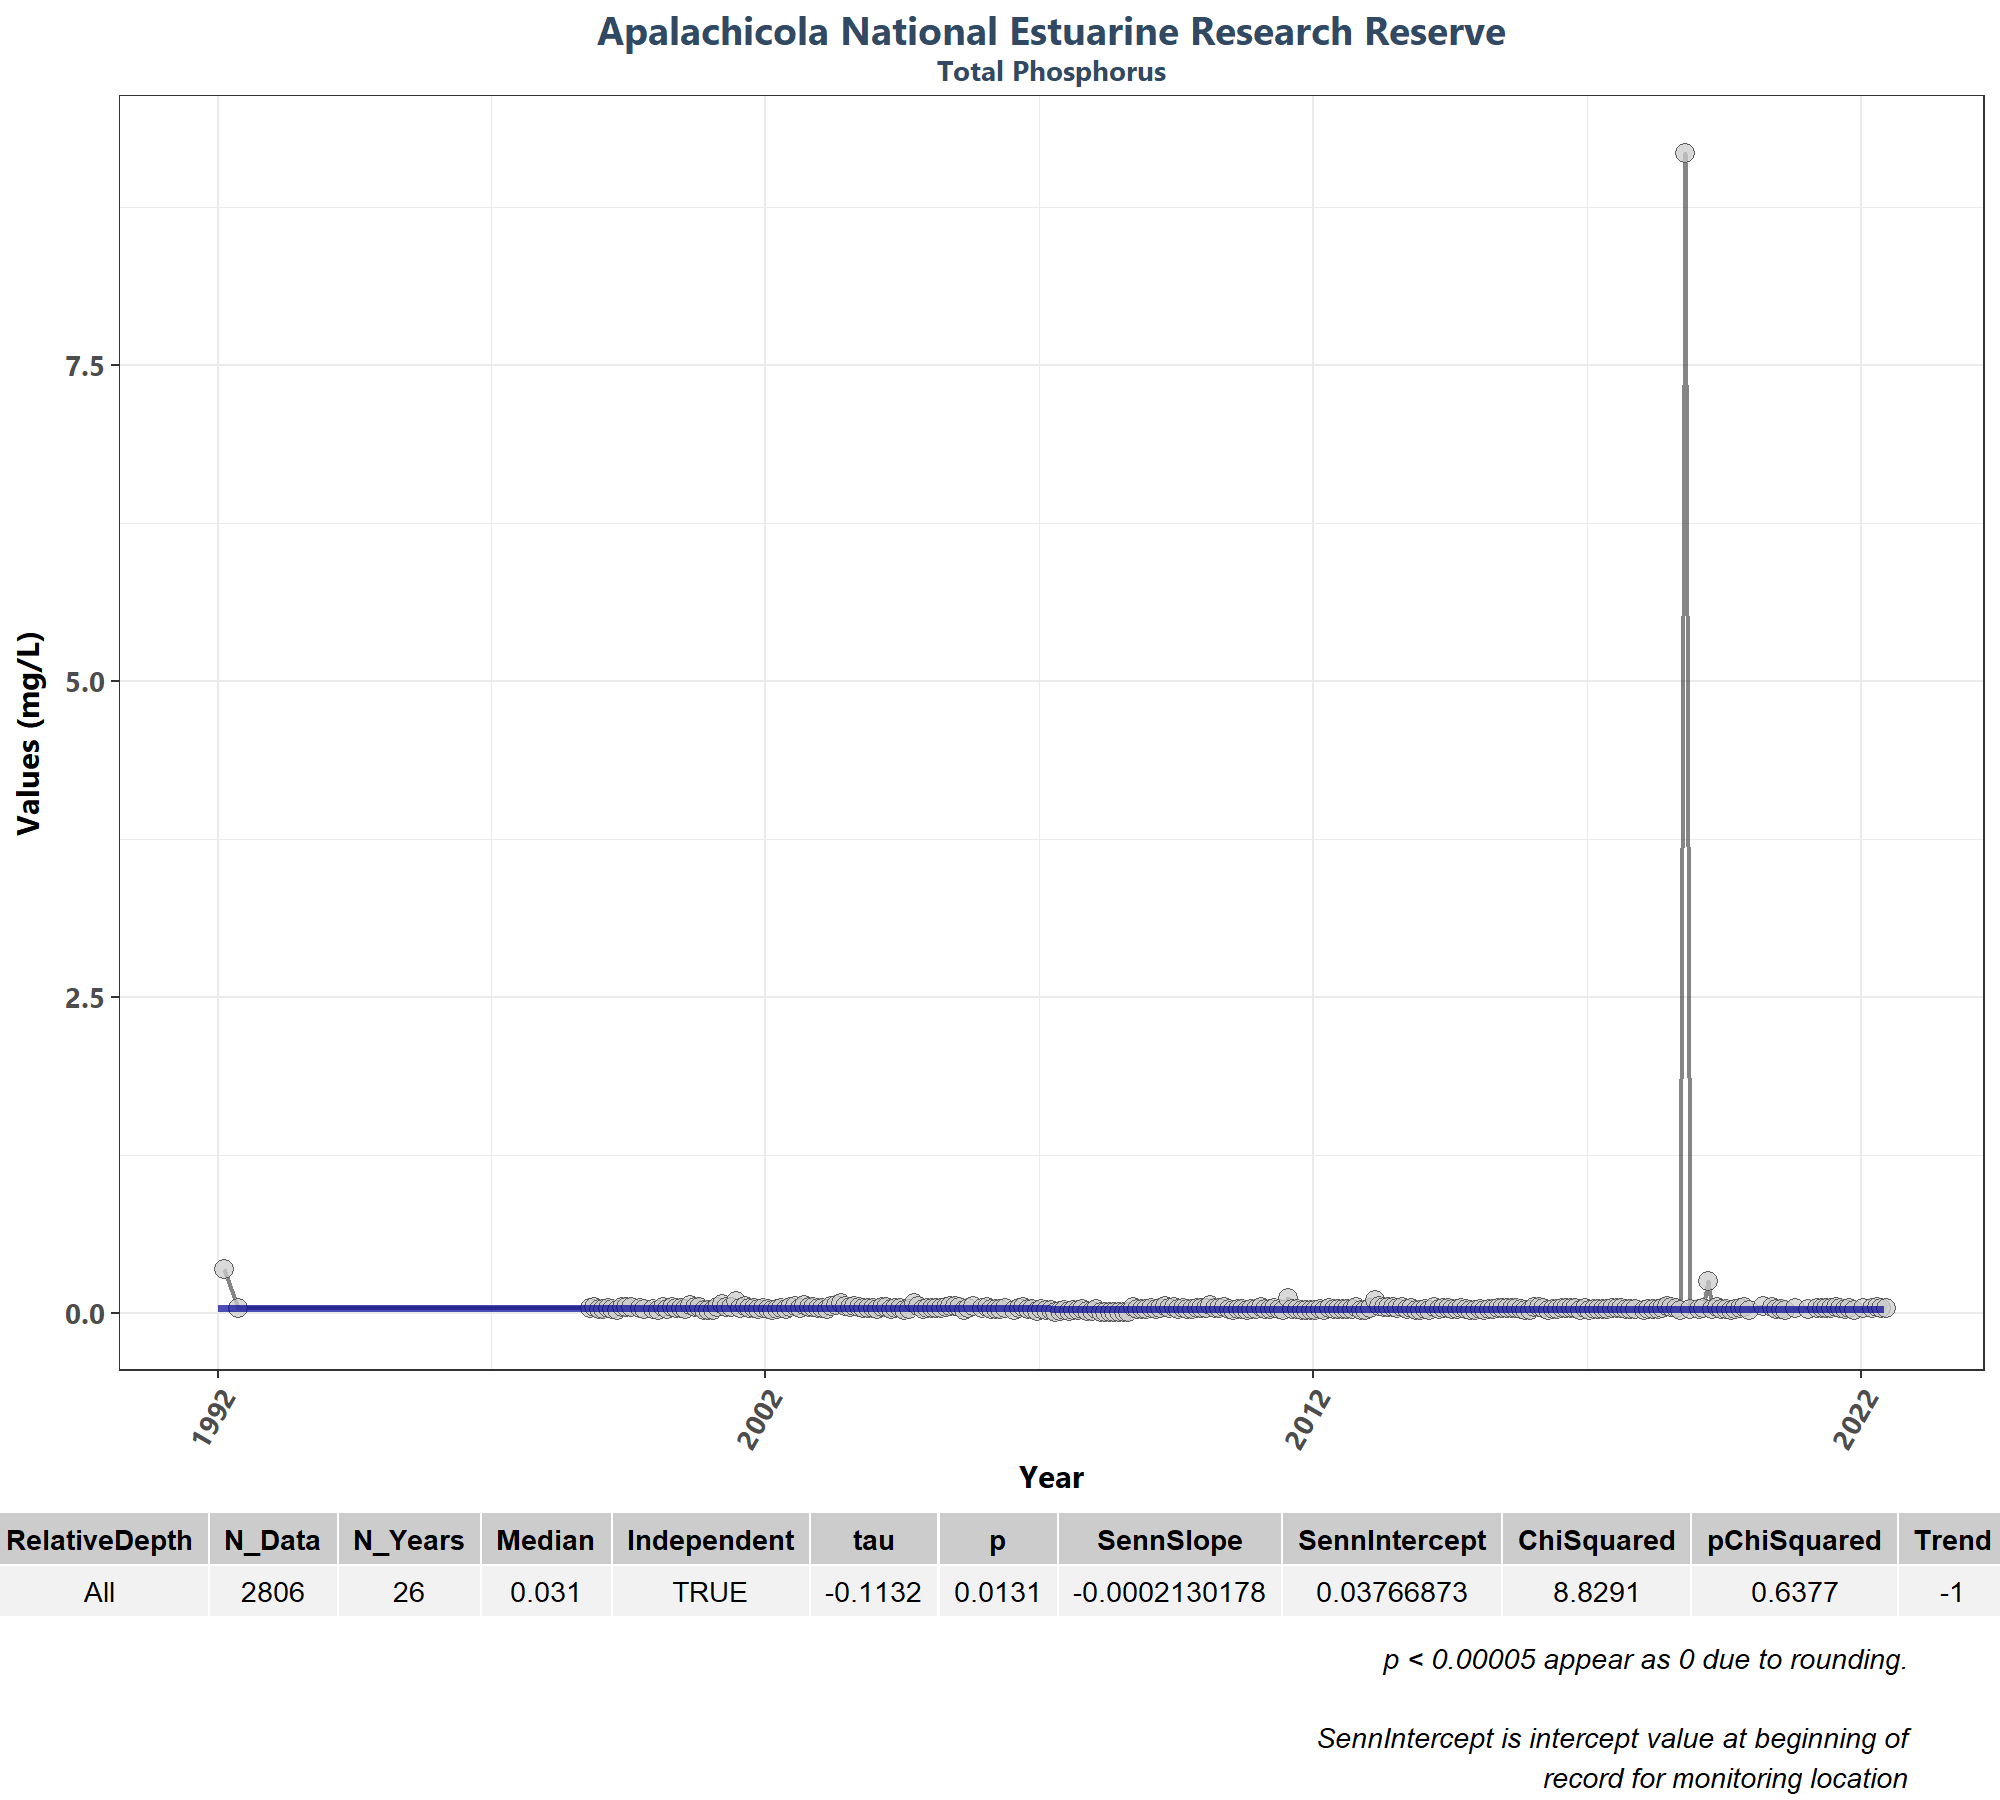 Apalachicola National Estuarine Research Reserve
Total Phosphorus
Values (mg/L)
7.5
5.0
2.5
0.0
1992 2002 2012 2022
Year
RelativeDepth N_Data N_Years Median Independent tau p SennSlope SennIntercept ChiSquared pChiSquared Trend
All 2806 26 0.031 TRUE -0.1132 0.0131 -0.0002130178 0.03766873 8.8291 0.6377 -1
p < 0.00005 appear as 0 due to rounding.
SennIntercept is intercept value at beginning of
record for monitoring location